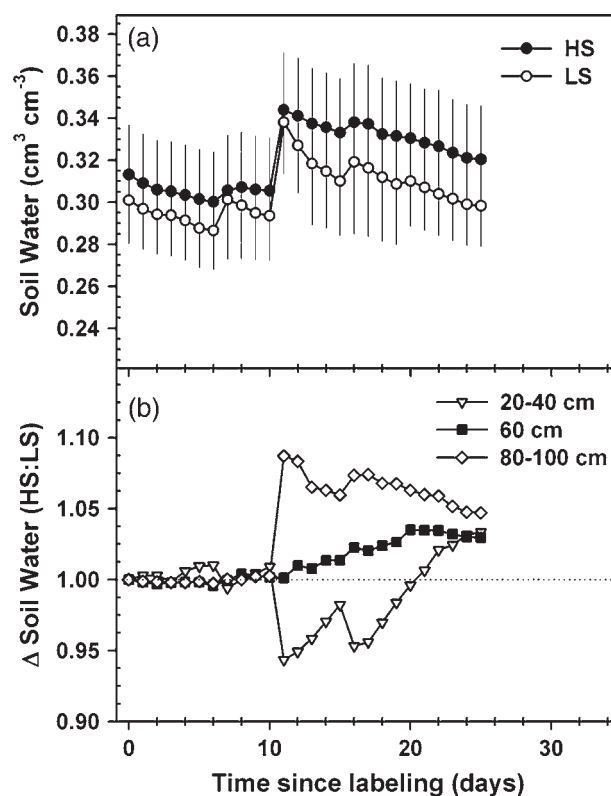 (a)
HS
LS
Soil Water (cm³ cm⁻³)
0.38
0.36
0.34
0.32
0.30
0.28
0.26
0.24
(b)
20-40 cm
60 cm
80-100 cm
Δ Soil Water (HS:LS)
1.10
1.05
1.00
0.95
0.90
0
10
20
30
Time since labeling (days)